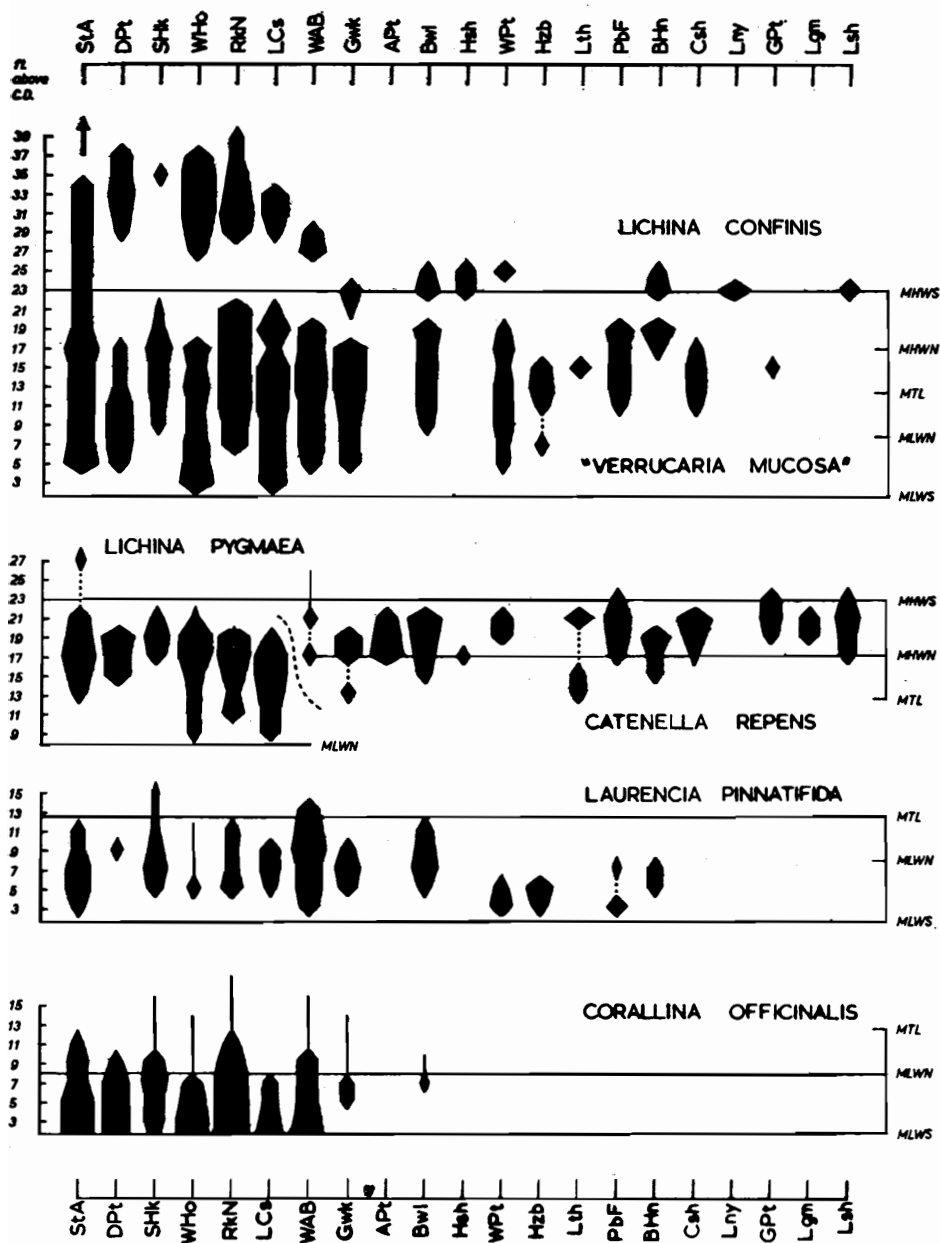 StA DPt SHk WHo RkN LCs WAB. Gwk APt Bwl Hsh WPt Hzb Lth PbF BHn Csh Lny GPt Lgm Lsh
ft.
above
C.D.
39
37
35
33
31
29
27
25
23
21
19
17
15
13
11
9
7
5
3
LICHINA CONFINIS
MHWS
MHWN
MTL
MLWN
"VERRUCARIA MUCOSA"
MLWS
LICHINA PYGMAEA
27
25
23
21
19
17
15
13
11
9
MHWS
MHWN
MTL
CATENELLA REPENS
MLWN
15
13
11
9
7
5
3
LAURENCIA PINNATIFIDA
MTL
MLWN
MLWS
15
13
11
9
7
5
3
CORALLINA OFFICINALIS
MTL
MLWN
MLWS
StA DPt SHk WHo RkN LCs WAB Gwk APt Bwl Hsh WPt Hzb Lth PbF BHn Csh Lny GPt Lgm Lsh